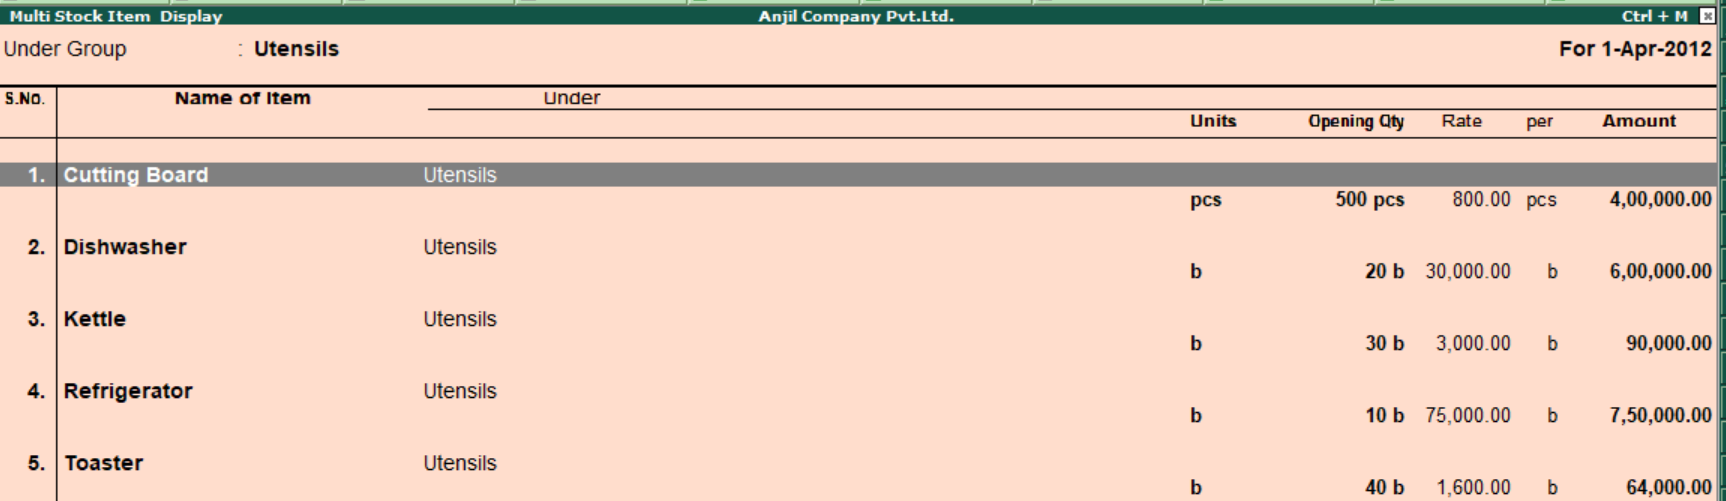 Multi Stock Item Display Anjil Company Pvt.Ltd. Ctrl + M
Under Group : Utensils For 1-Apr-2012
S.No. Name of Item Under
Units Opening Qty Rate per Amount
1. Cutting Board Utensils
pcs 500 pcs 800.00 pcs 4,00,000.00
2. Dishwasher Utensils
b 20 b 30,000.00 b 6,00,000.00
3. Kettle Utensils
b 30 b 3,000.00 b 90,000.00
4. Refrigerator Utensils
b 10 b 75,000.00 b 7,50,000.00
5. Toaster Utensils
b 40 b 1,600.00 b 64,000.00